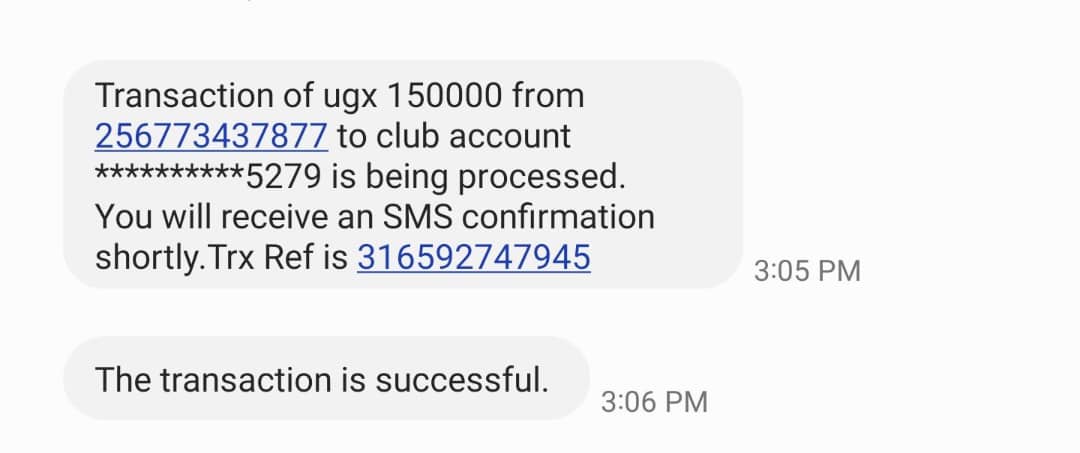 Transaction of ugx 150000 from
256773437877 to club account
**********5279 is being processed.
You will receive an SMS confirmation
shortly.Trx Ref is 316592747945
3:05 PM
The transaction is successful.
3:06 PM